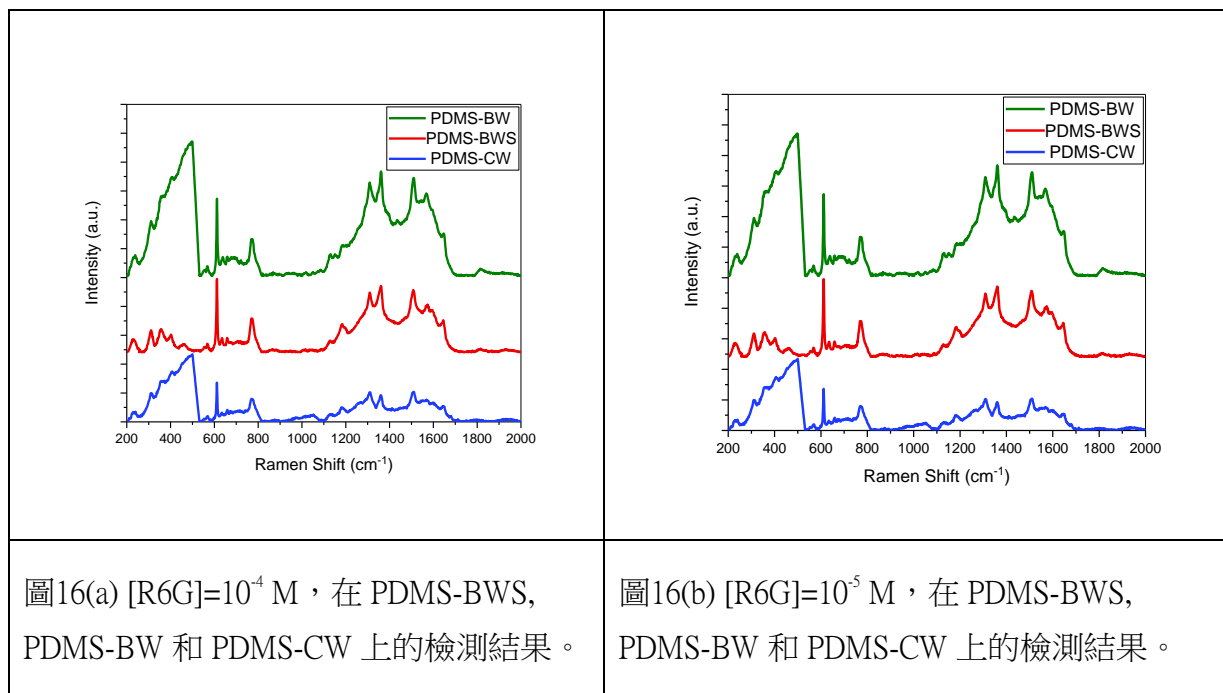 PDMS-BW
PDMS-BWS
PDMS-CW
Intensity (a.u.)
200 400 600 800 1000 1200 1400 1600 1800 2000
Ramen Shift (cm⁻¹)
PDMS-BW
PDMS-BWS
PDMS-CW
Intensity (a.u.)
200 400 600 800 1000 1200 1400 1600 1800 2000
Ramen Shift (cm⁻¹)
圖16(a) [R6G]=10⁻⁴ M，在 PDMS-BWS,
PDMS-BW 和 PDMS-CW 上的檢測結果。
圖16(b) [R6G]=10⁻⁵ M，在 PDMS-BWS,
PDMS-BW 和 PDMS-CW 上的檢測結果。